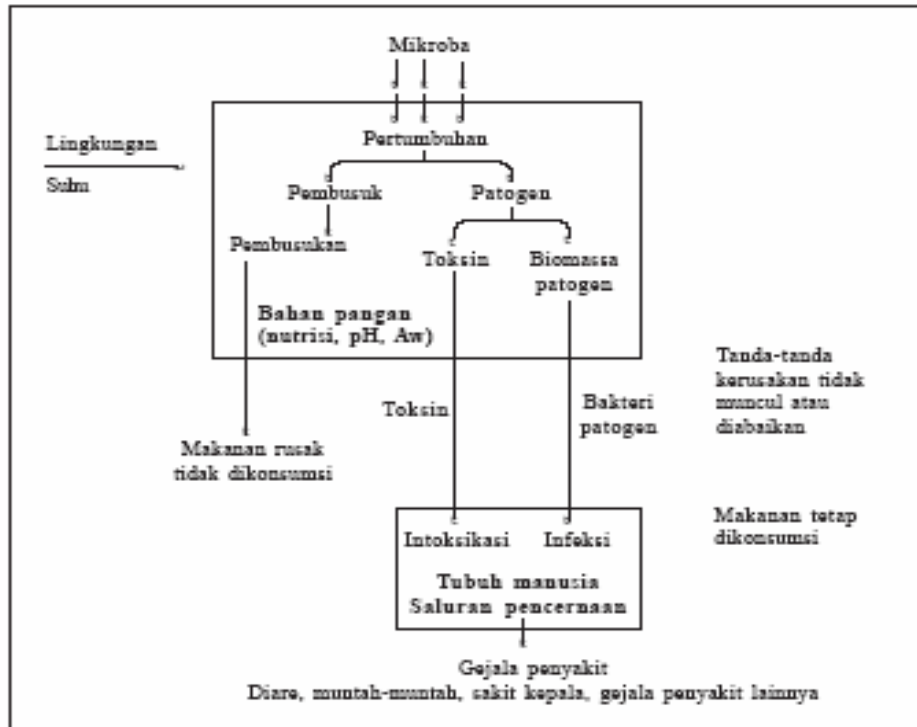 Mikroba
Lingkungan
Suhu
Pertumbuhan
Pembusuk
Patogen
Pembusukan
Toksin
Biomassa
patogen
Bahan pangan
(nutrisi, pH, Aw)
Toksin
Bakteri
patogen
Tanda-tanda
kerusakan tidak
muncul atau
diabaikan
Makanan rusak
tidak dikonsumsi
Makanan tetap
dikonsumsi
Intoksikasi
Infeksi
Tubuh manusia
Saluran pencernaan
Gejala penyakit
Diare, muntah-muntah, sakit kepala, gejala penyakit lainnya